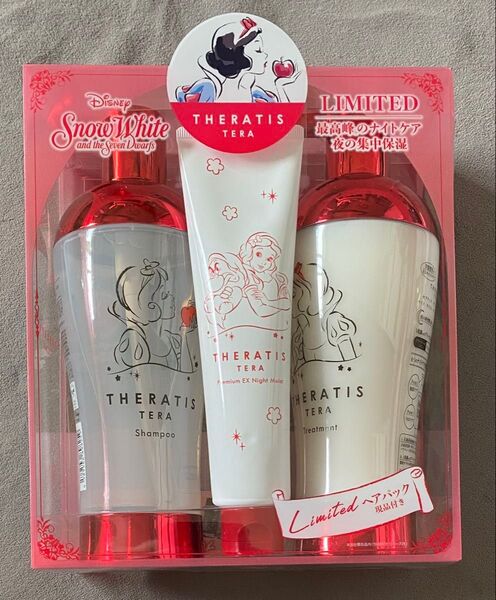 Disney
Snow White
and the Seven Dwarfs
THERATIS
TERA
LIMITED
最高峰のナイトケア
夜の集中保湿
THERATIS
TERA
Shampoo
THERATIS
TERA
Premium EX Night Moist
THERATIS
TERA
Treatment
Limited ヘアパック
現品付き